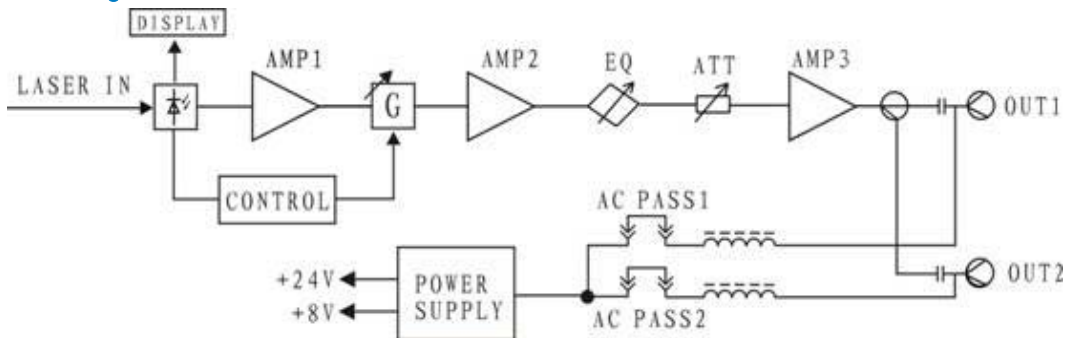 DISPLAY
LASER IN
AMP1
G
AMP2
EQ
ATT
AMP3
OUT1
CONTROL
AC PASS1
+24V
+8V
POWER
SUPPLY
AC PASS2
OUT2